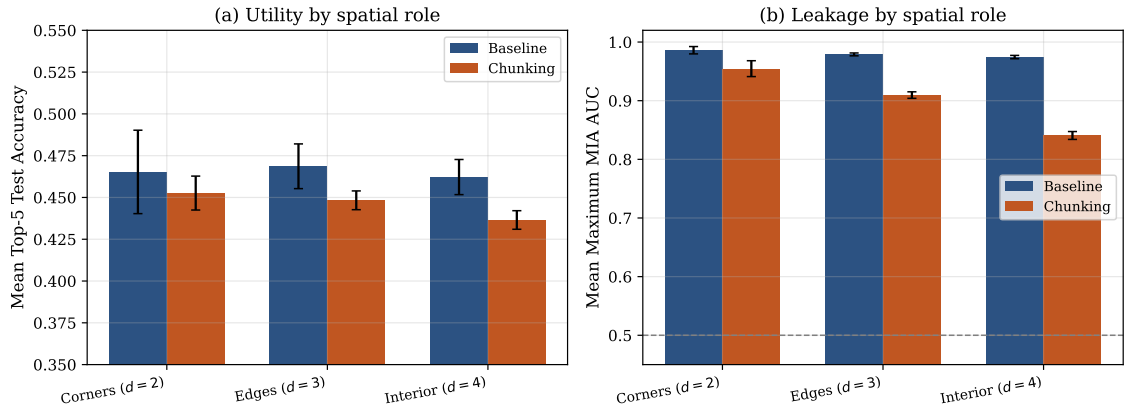 (a) Utility by spatial role
Mean Top-5 Test Accuracy
0.550
0.525
0.500
0.475
0.450
0.425
0.400
0.375
0.350
Baseline
Chunking
Corners (d = 2)
Edges (d = 3)
Interior (d = 4)
(b) Leakage by spatial role
Mean Maximum MIA AUC
1.0
0.9
0.8
0.7
0.6
0.5
Baseline
Chunking
Corners (d = 2)
Edges (d = 3)
Interior (d = 4)